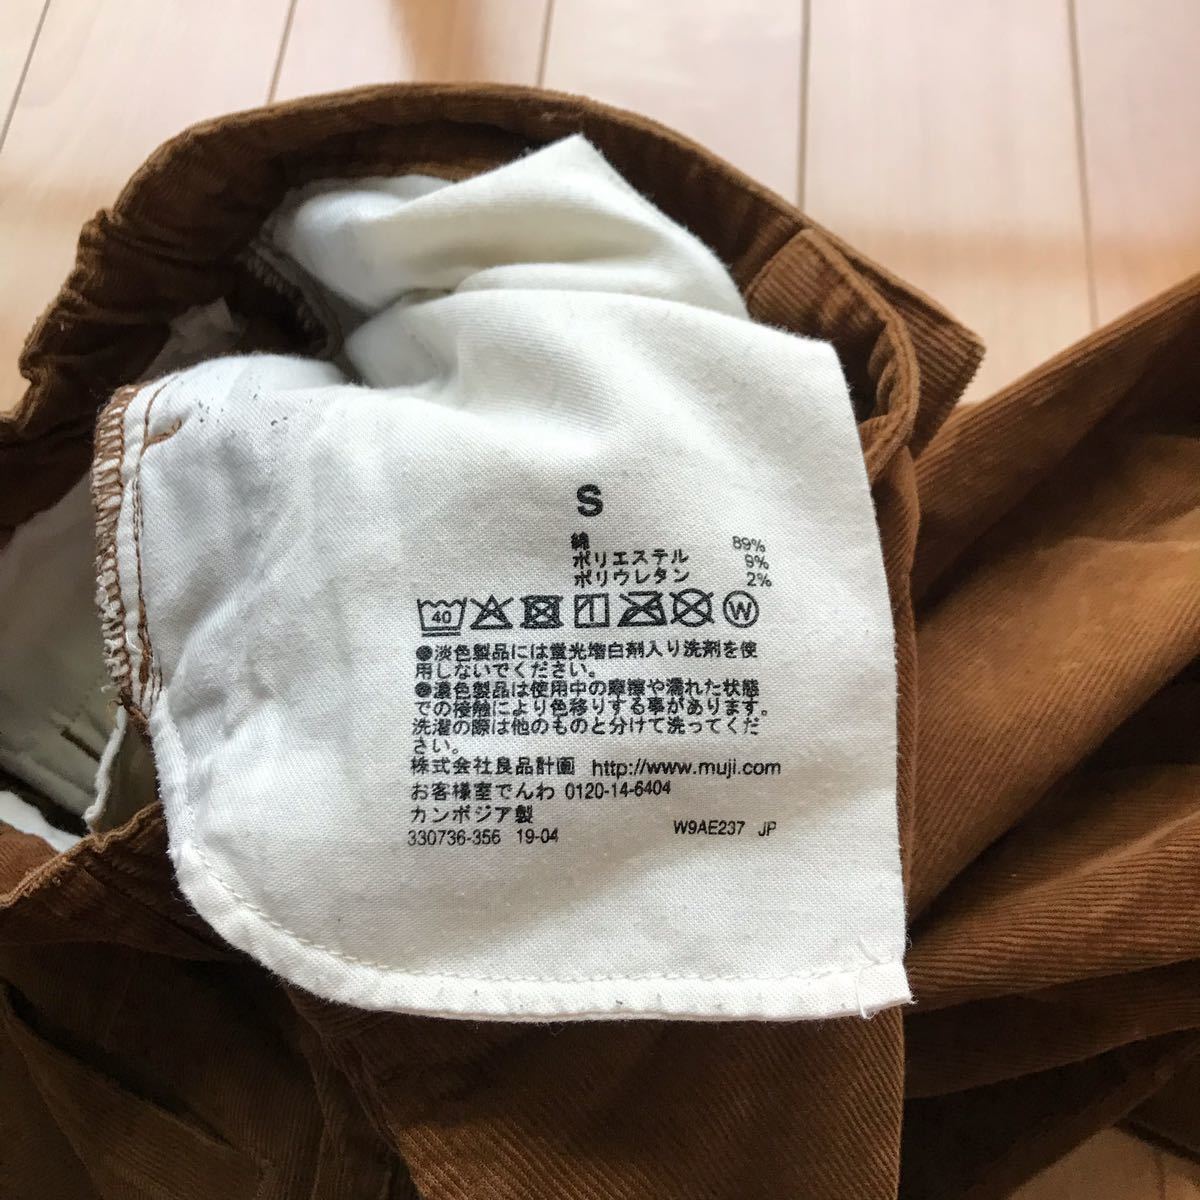 S
綿 89%
ポリエステル 9%
ポリウレタン 2%
40 W
●淡色製品には蛍光増白剤入り洗剤を使
用しないでください。
●濃色製品は使用中の摩擦や濡れた状態
での接触により色移りする事があります。
洗濯の際は他のものと分けて洗ってくだ
さい。
株式会社良品計画 http://www.muji.com
お客様室でんわ 0120-14-6404
カンボジア製
330736-356 19-04 W9AE237 JP